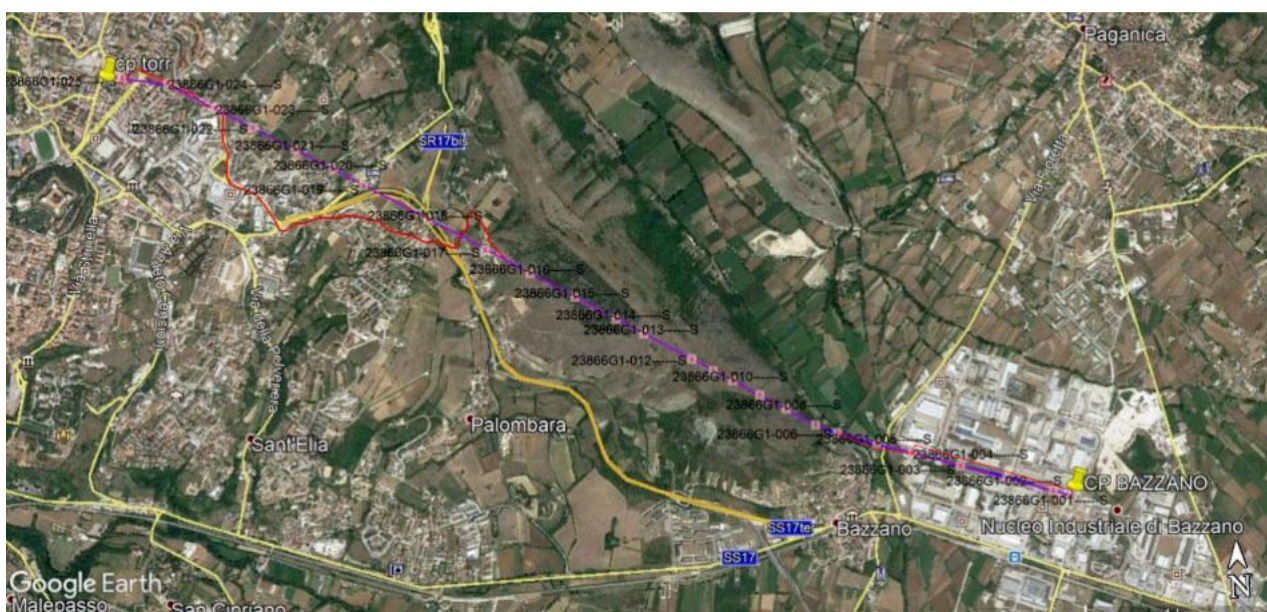 Paganica
cp torr
23866G1-025
23866G1-024-----S
23866G1-023-----S
23866G1-022-----S
23866G1-021-----S
23866G1-020-----S
23866G1-019-----S
SR17bis
23866G1-018-----S
23866G1-017-----S
23866G1-016-----S
23866G1-015-----S
23866G1-014-----S
23866G1-013-----S
23866G1-012-----S
23866G1-010-----S
23866G1-008-----S
23866G1-006-----S
23866G1-004-----S
23866G1-003-----S
23866G1-002-----S
23866G1-001-----S
CP BAZZANO
Nucleo Industriale di Bazzano
Palombara
Sant'Elia
Bazzano
SS17ter
SS17
Google Earth
Malepasso
San Cipriano
N